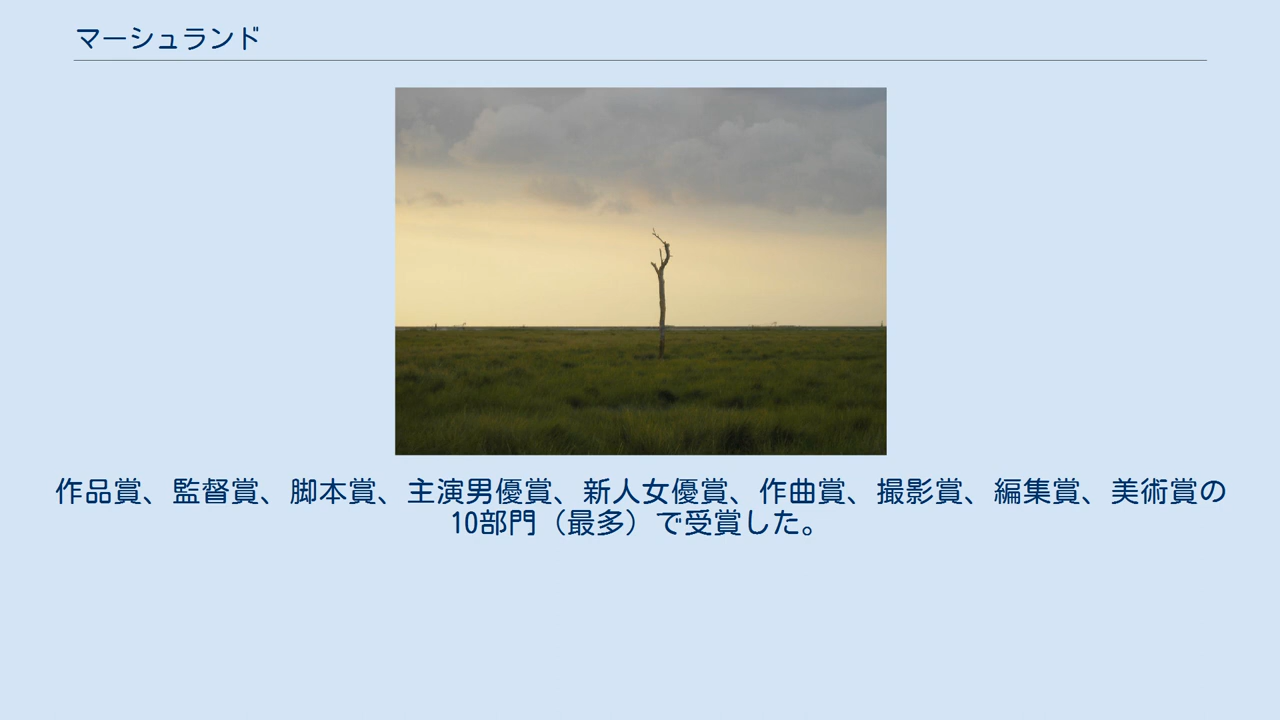 マーシュランド
作品賞、監督賞、脚本賞、主演男優賞、新人女優賞、作曲賞、撮影賞、編集賞、美術賞の
10部門（最多）で受賞した。